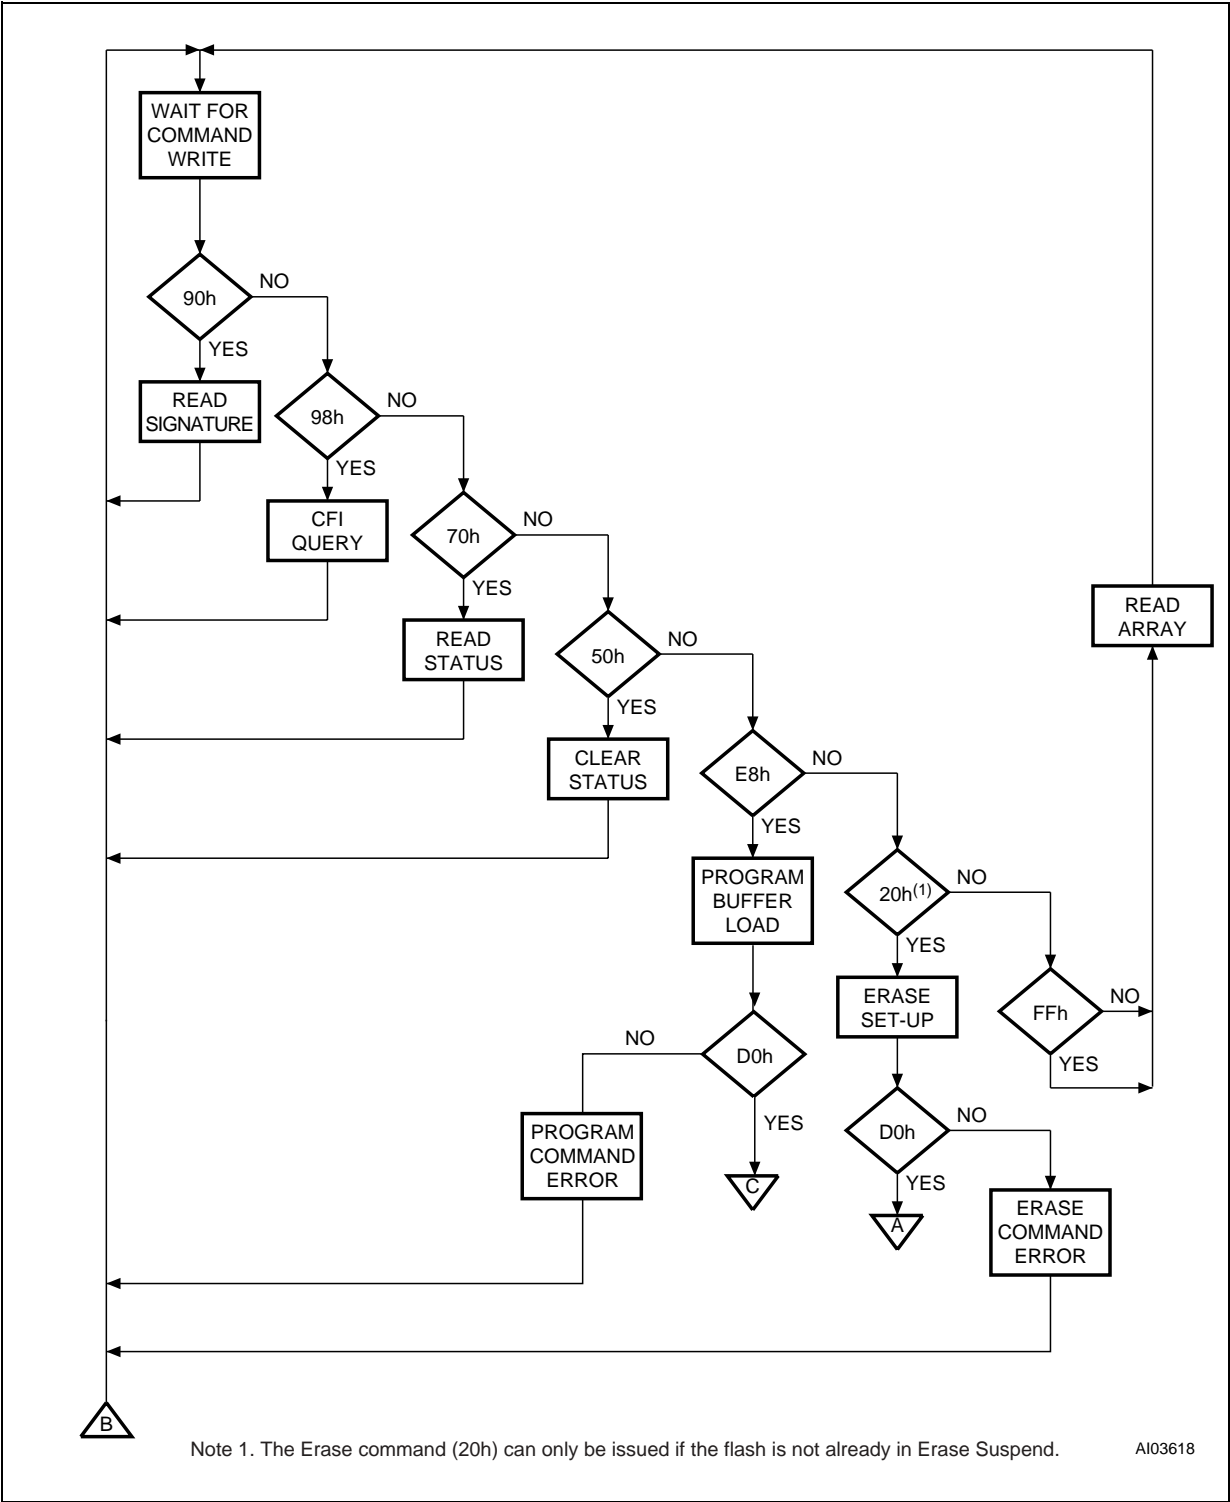 WAIT FOR
COMMAND
WRITE
90h
NO
YES
READ
SIGNATURE
98h
NO
YES
CFI
QUERY
70h
NO
YES
READ
STATUS
50h
NO
YES
CLEAR
STATUS
READ
ARRAY
E8h
NO
YES
PROGRAM
BUFFER
LOAD
20h(1)
NO
YES
ERASE
SET-UP
FFh
NO
YES
D0h
NO
YES
PROGRAM
COMMAND
ERROR
C
D0h
NO
YES
A
ERASE
COMMAND
ERROR
B
Note 1. The Erase command (20h) can only be issued if the flash is not already in Erase Suspend.
AI03618